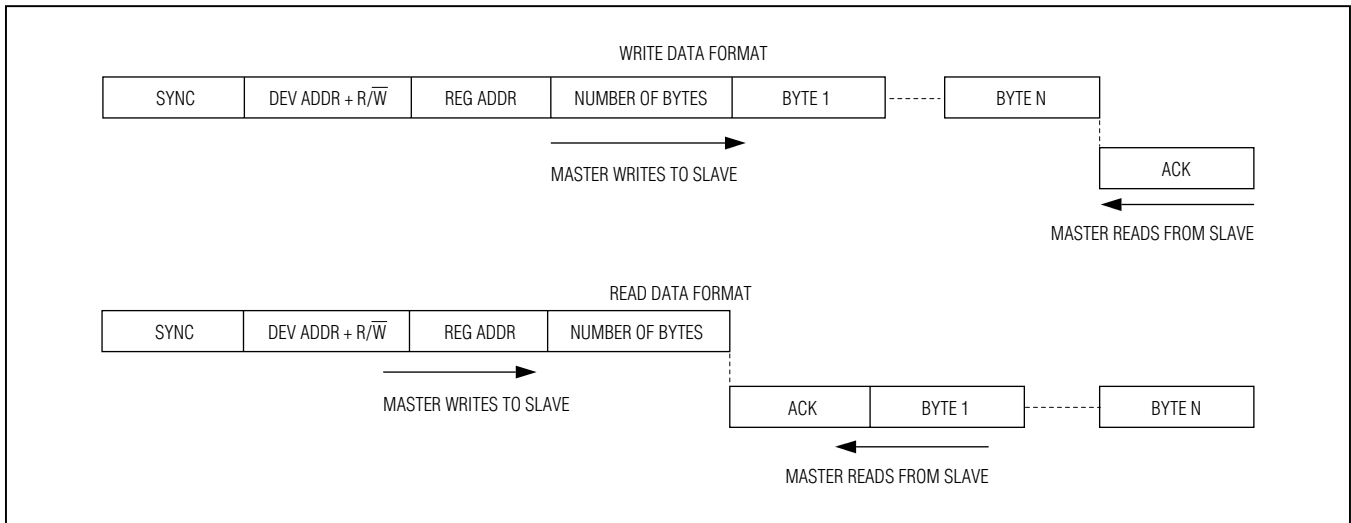 WRITE DATA FORMAT
SYNC DEV ADDR + R/W̅ REG ADDR NUMBER OF BYTES BYTE 1 BYTE N
MASTER WRITES TO SLAVE
ACK
MASTER READS FROM SLAVE
READ DATA FORMAT
SYNC DEV ADDR + R/W̅ REG ADDR NUMBER OF BYTES
MASTER WRITES TO SLAVE
ACK BYTE 1 BYTE N
MASTER READS FROM SLAVE